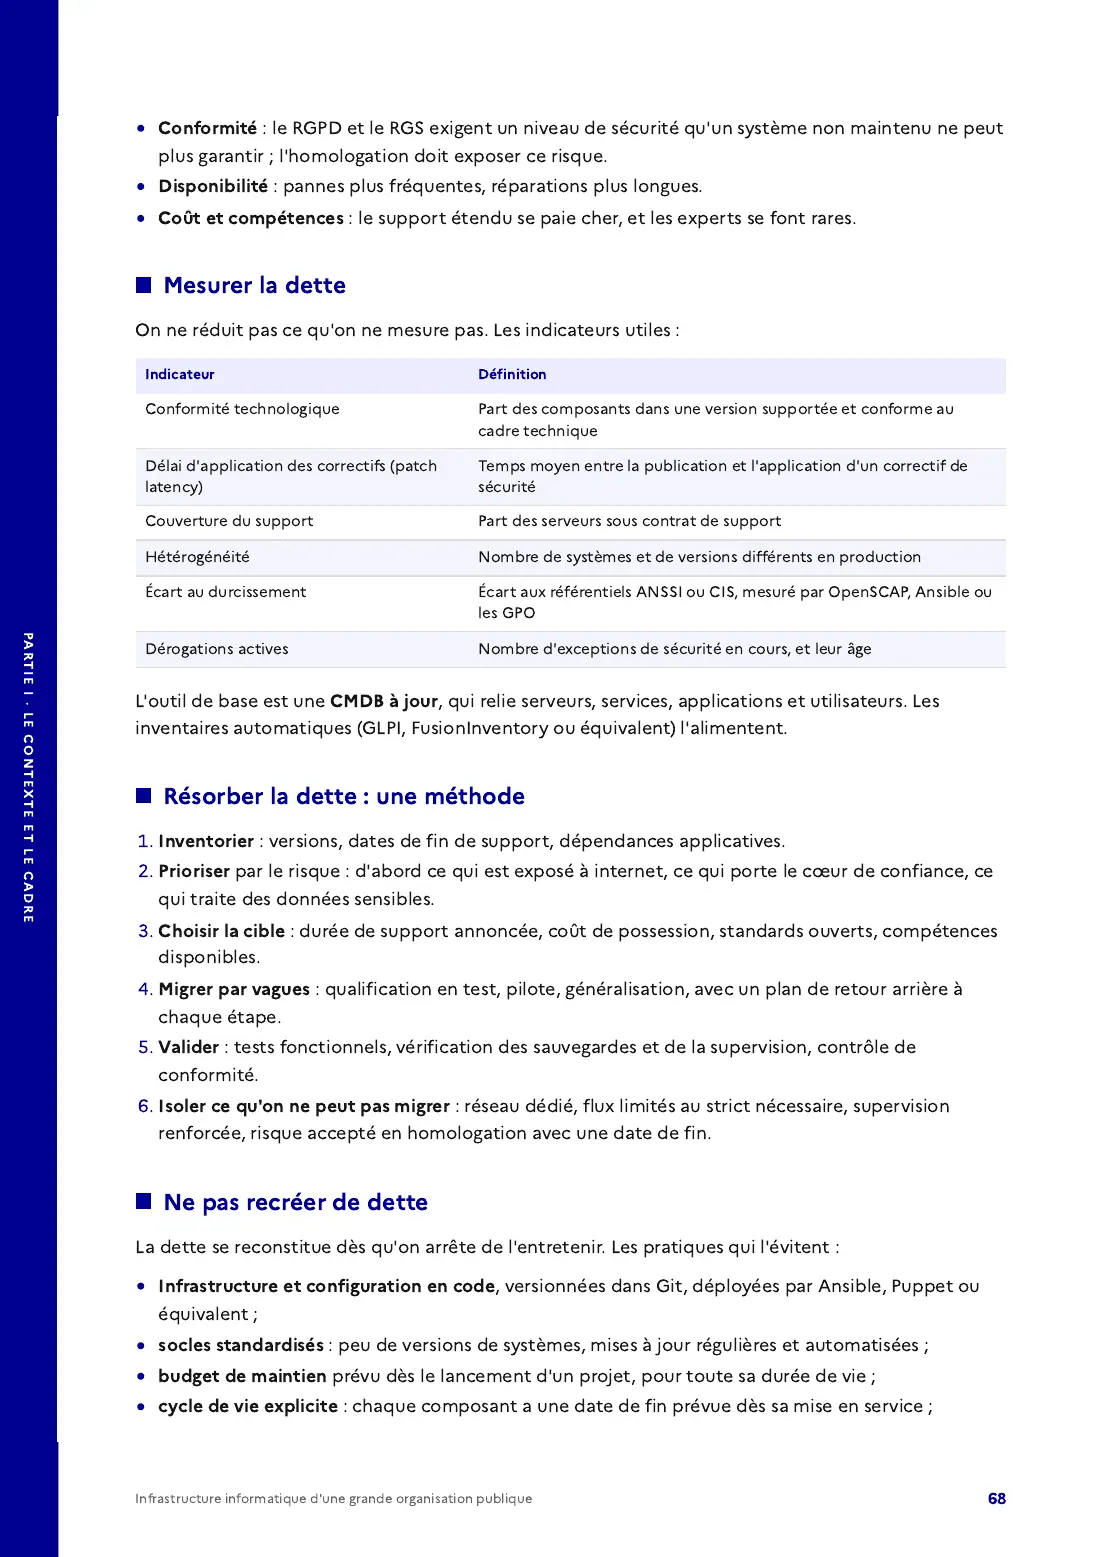 • Conformité : le RGPD et le RGS exigent un niveau de sécurité qu'un système non maintenu ne peut
plus garantir ; l'homologation doit exposer ce risque.
• Disponibilité : pannes plus fréquentes, réparations plus longues.
• Coût et compétences : le support étendu se paie cher, et les experts se font rares.
Mesurer la dette
On ne réduit pas ce qu'on ne mesure pas. Les indicateurs utiles :
Indicateur Définition
Conformité technologique Part des composants dans une version supportée et conforme au
cadre technique
Délai d'application des correctifs (patch Temps moyen entre la publication et l'application d'un correctif de
latency) sécurité
Couverture du support Part des serveurs sous contrat de support
Hétérogénéité Nombre de systèmes et de versions différents en production
Écart au durcissement Écart aux référentiels ANSSI ou CIS, mesuré par OpenSCAP, Ansible ou
les GPO
Dérogations actives Nombre d'exceptions de sécurité en cours, et leur âge
L'outil de base est une CMDB à jour, qui relie serveurs, services, applications et utilisateurs. Les
inventaires automatiques (GLPI, FusionInventory ou équivalent) l'alimentent.
Résorber la dette : une méthode
1. Inventorier : versions, dates de fin de support, dépendances applicatives.
2. Prioriser par le risque : d'abord ce qui est exposé à internet, ce qui porte le cœur de confiance, ce
qui traite des données sensibles.
3. Choisir la cible : durée de support annoncée, coût de possession, standards ouverts, compétences
disponibles.
4. Migrer par vagues : qualification en test, pilote, généralisation, avec un plan de retour arrière à
chaque étape.
5. Valider : tests fonctionnels, vérification des sauvegardes et de la supervision, contrôle de
conformité.
6. Isoler ce qu'on ne peut pas migrer : réseau dédié, flux limités au strict nécessaire, supervision
renforcée, risque accepté en homologation avec une date de fin.
Ne pas recréer de dette
La dette se reconstitue dès qu'on arrête de l'entretenir. Les pratiques qui l'évitent :
• Infrastructure et configuration en code, versionnées dans Git, déployées par Ansible, Puppet ou
équivalent ;
• socles standardisés : peu de versions de systèmes, mises à jour régulières et automatisées ;
• budget de maintien prévu dès le lancement d'un projet, pour toute sa durée de vie ;
• cycle de vie explicite : chaque composant a une date de fin prévue dès sa mise en service ;
PARTIE I · LE CONTEXTE ET LE CADRE
Infrastructure informatique d'une grande organisation publique 68